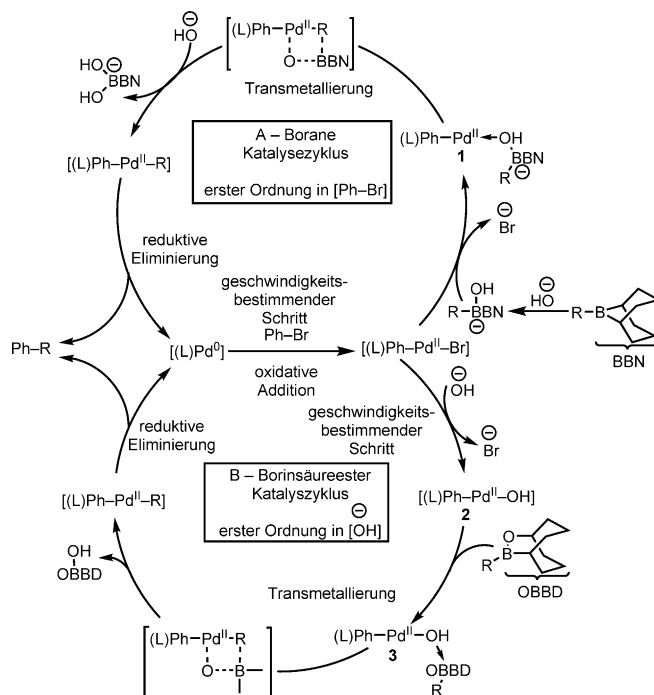 (L)Ph–Pd^II–R
O---BBN
HO⊖
HO
⊖
BBN
HO
Transmetallierung
A – Borane
Katalysezyklus
erster Ordnung in [Ph–Br]
(L)Ph–Pd^II←OH
1
BBN
R ⊖
[(L)Ph–Pd^II–R]
⊖
Br
reduktive
Eliminierung
geschwindigkeits-
bestimmender
Schritt
Ph–Br
OH
R–BBN
⊖
HO⊖
R–B
BBN
Ph–R
[(L)Pd⁰]
[(L)Ph–Pd^II–Br]
oxidative
Addition
⊖
OH
geschwindigkeits-
bestimmender
Schritt
⊖
Br
reduktive
Eliminierung
B – Borinsäureester
Katalyszyklus
⊖
erster Ordnung in [OH]
[(L)Ph–Pd^II–R]
[(L)Ph–Pd^II–OH]
2
O
B
R
OBBD
OH
OBBD
Transmetallierung
(L)Ph–Pd^II–R
O---B
(L)Ph–Pd^II–OH
3
OBBD
R